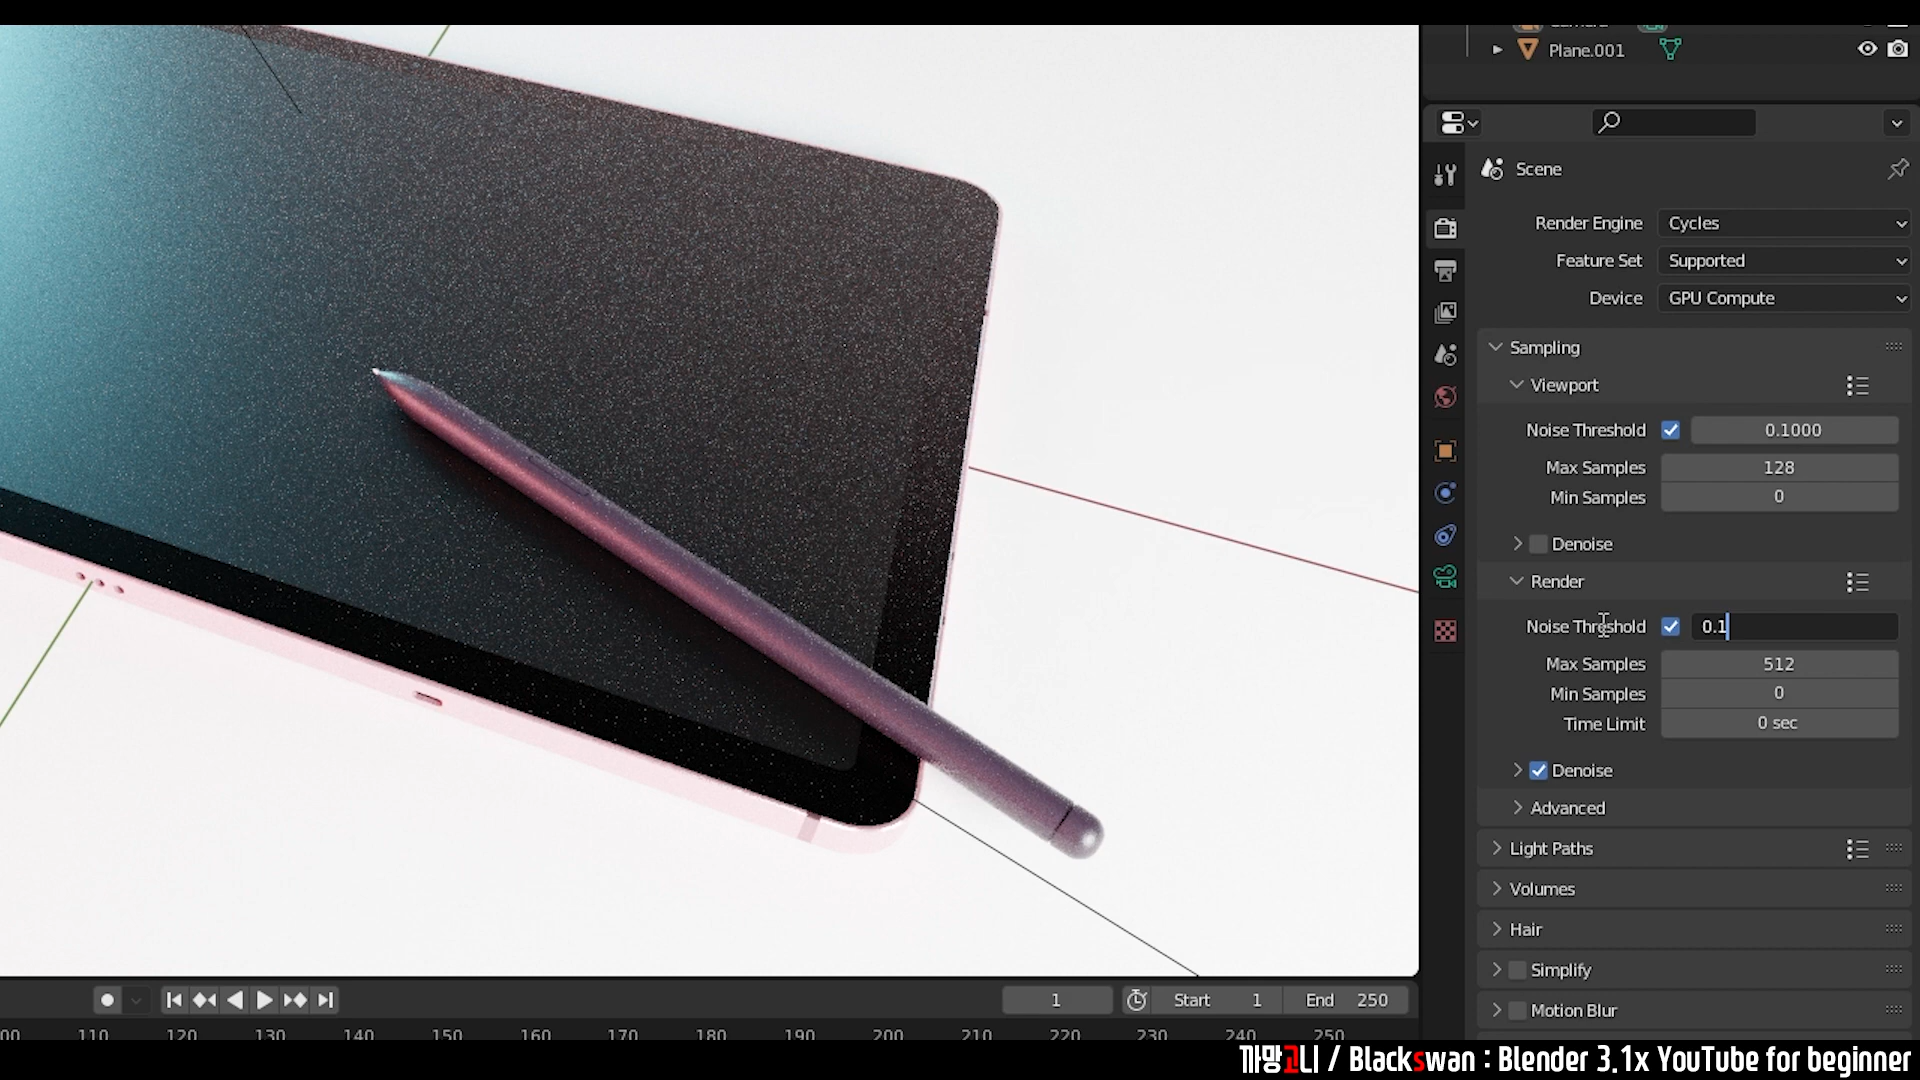 Plane.001
Scene
Render Engine Cycles
Feature Set Supported
Device GPU Compute
Sampling
Viewport
Noise Threshold 0.1000
Max Samples 128
Min Samples 0
Denoise
Render
Noise Threshold 0.1
Max Samples 512
Min Samples 0
Time Limit 0 sec
Denoise
Advanced
Light Paths
Volumes
Hair
Simplify
Motion Blur
1 Start 1 End 250
110 120 130 140 150 160 170 180 190 200 210 220 230 240 250
까망고니 / Blackswan : Blender 3.1x YouTube for beginner